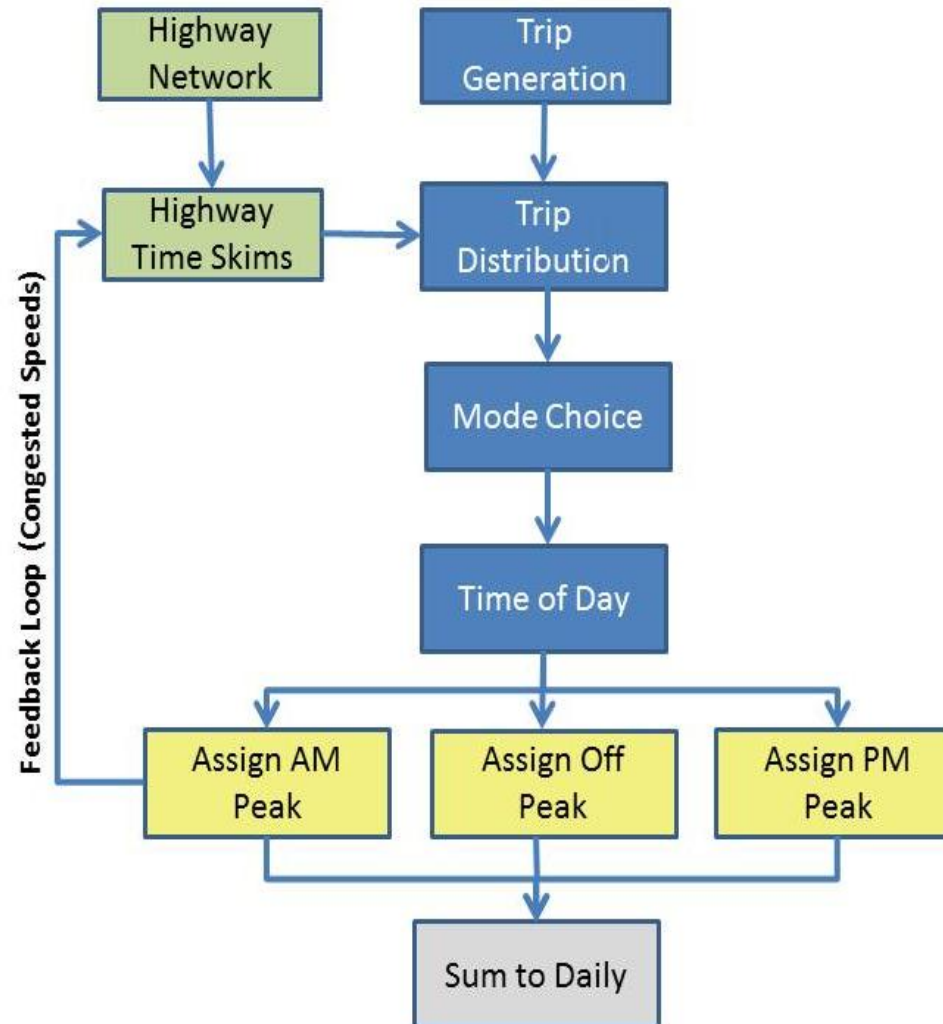 Highway
Network
Trip
Generation
Highway
Time Skims
Trip
Distribution
Feedback Loop (Congested Speeds)
Mode Choice
Time of Day
Assign AM
Peak
Assign Off
Peak
Assign PM
Peak
Sum to Daily